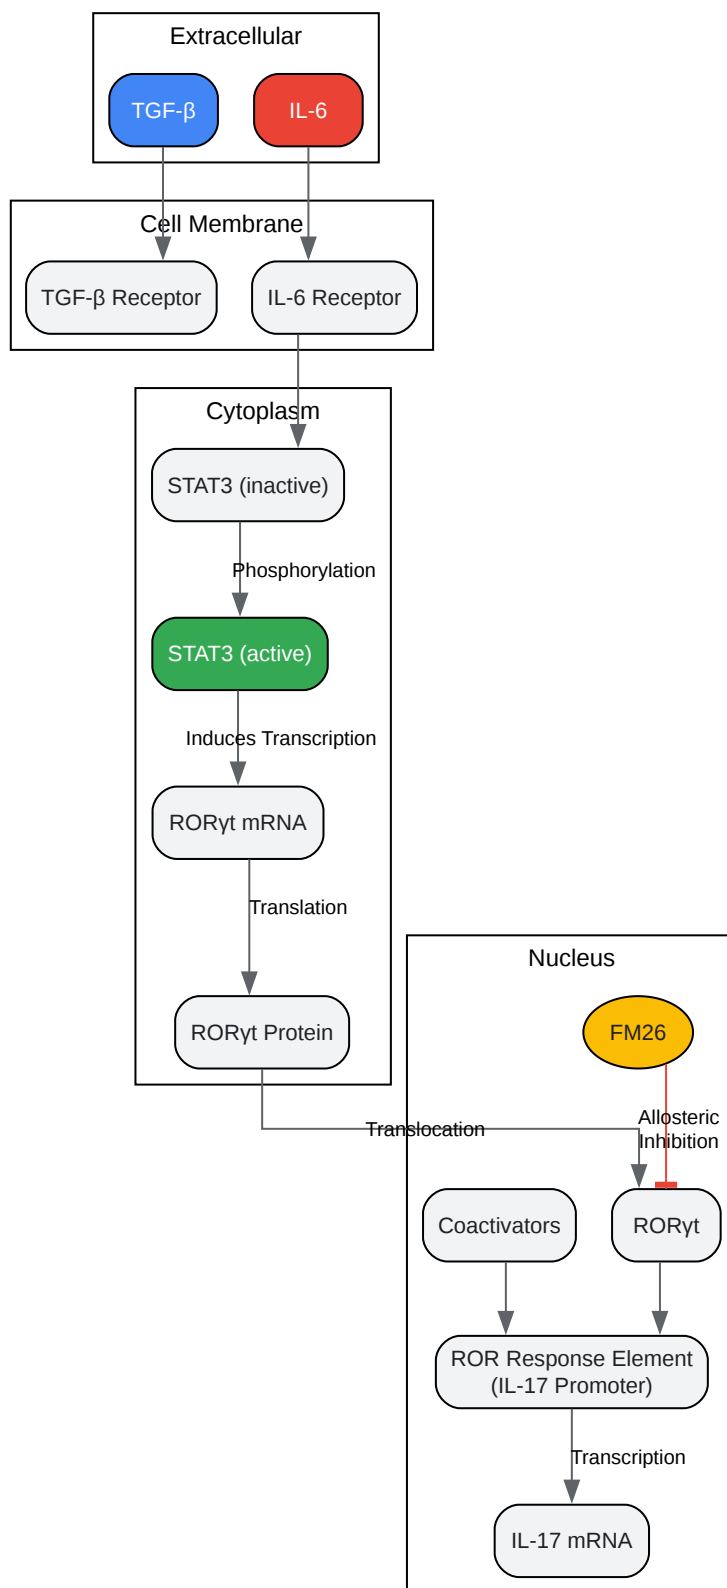 Extracellular
TGF-β
IL-6
Cell Membrane
TGF-β Receptor
IL-6 Receptor
Cytoplasm
STAT3 (inactive)
Phosphorylation
STAT3 (active)
Induces Transcription
RORγt mRNA
Translation
RORγt Protein
Nucleus
FM26
Translocation
Allosteric
Inhibition
Coactivators
RORγt
ROR Response Element
(IL-17 Promoter)
Transcription
IL-17 mRNA